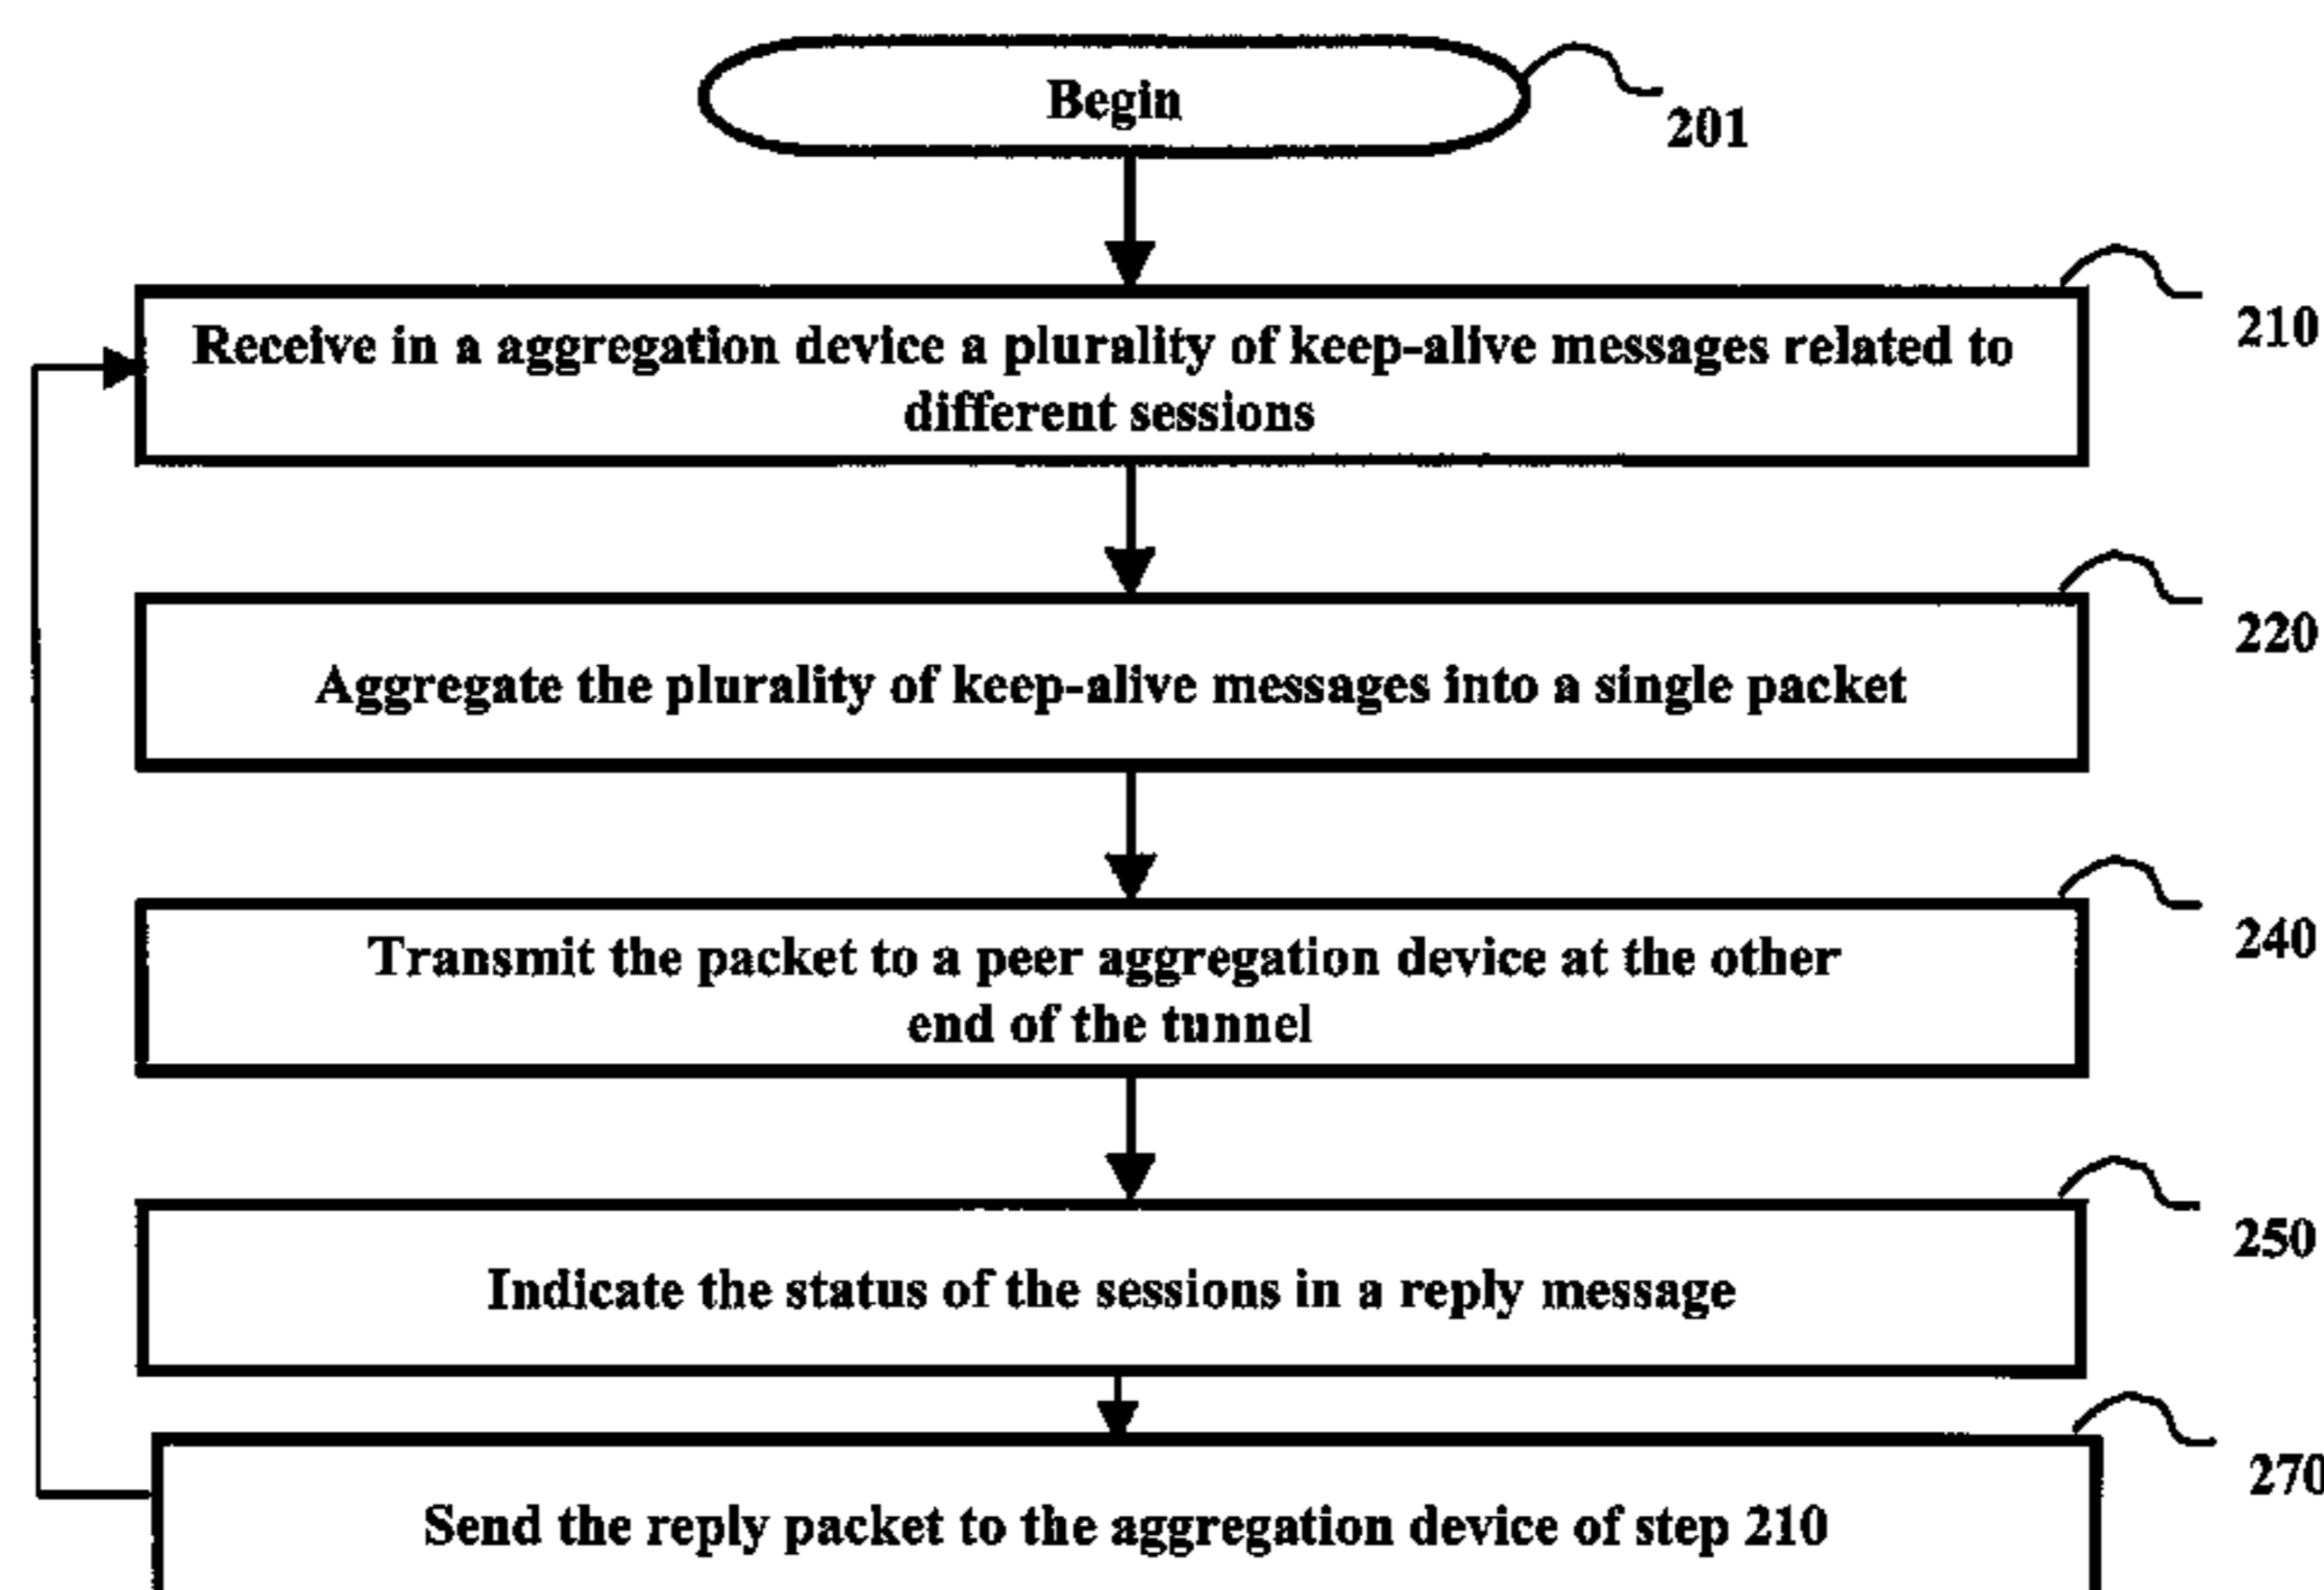 Begin
201
Receive in a aggregation device a plurality of keep-alive messages related to
different sessions
210
Aggregate the plurality of keep-alive messages into a single packet
220
Transmit the packet to a peer aggregation device at the other
end of the tunnel
240
Indicate the status of the sessions in a reply message
250
Send the reply packet to the aggregation device of step 210
270